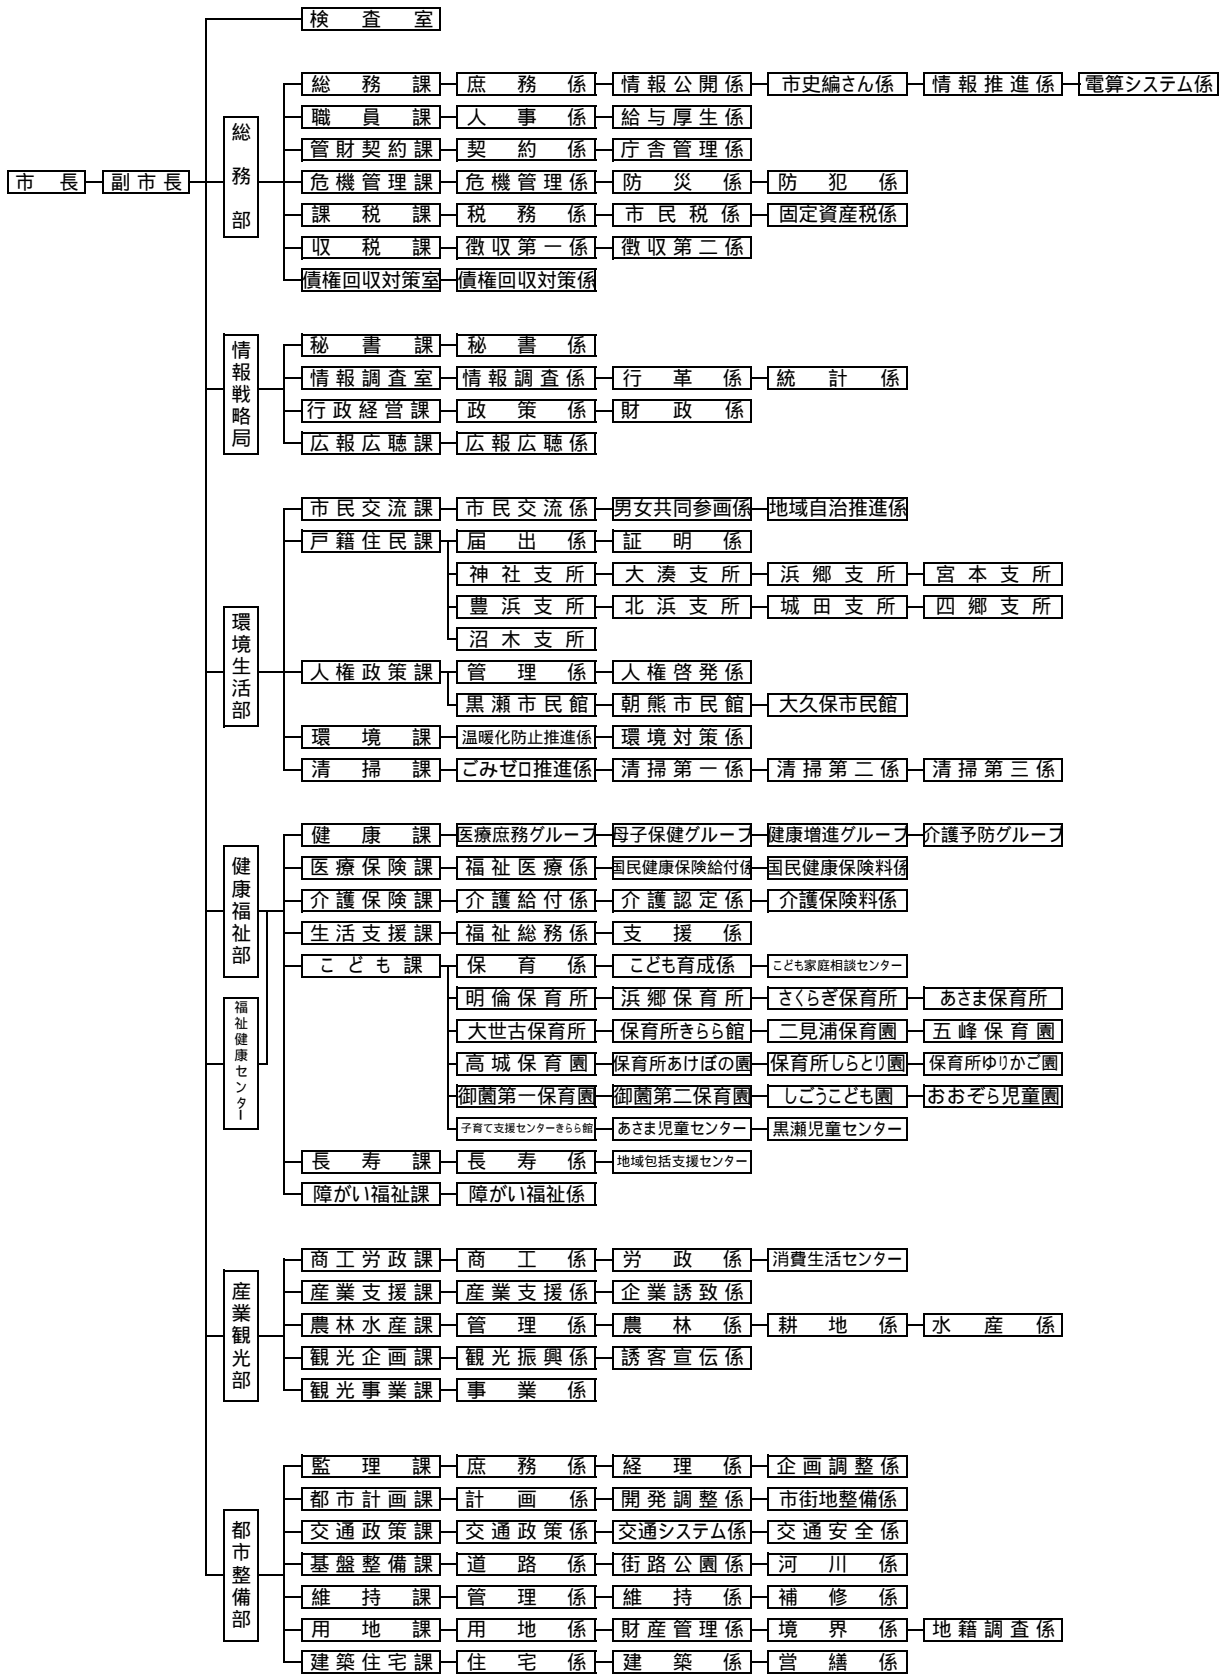 検査室
総務課 庶務係 情報公開係 市史編さん係 情報推進係 電算システム係
職員課 人事係 給与厚生係
総務部
管財契約課 契約係 庁舎管理係
市長 副市長
危機管理課 危機管理係 防災係 防犯係
課税課 税務係 市民税係 固定資産税係
収税課 徴収第一係 徴収第二係
債権回収対策室 債権回収対策係
情報戦略局
秘書課 秘書係
情報調査室 情報調査係 行革係 統計係
行政経営課 政策係 財政係
広報広聴課 広報広聴係
環境生活部
市民交流課 市民交流係 男女共同参画係 地域自治推進係
戸籍住民課 届出係 証明係
神社支所 大湊支所 浜郷支所 宮本支所
豊浜支所 北浜支所 城田支所 四郷支所
沼木支所
人権政策課 管理係 人権啓発係
黒瀬市民館 朝熊市民館 大久保市民館
環境課 温暖化防止推進係 環境対策係
清掃課 ごみゼロ推進係 清掃第一係 清掃第二係 清掃第三係
健康福祉部
健康課 医療庶務グループ 母子保健グループ 健康増進グループ 介護予防グループ
医療保険課 福祉医療係 国民健康保険給付係 国民健康保険料係
介護保険課 介護給付係 介護認定係 介護保険料係
生活支援課 福祉総務係 支援係
こども課 保育係 こども育成係 こども家庭相談センター
福祉健康センター
明倫保育所 浜郷保育所 さくらぎ保育所 あさま保育所
大世古保育所 保育所きらら館 二見浦保育園 五峰保育園
高城保育園 保育所あけぼの園 保育所しらとり園 保育所ゆりかご園
御薗第一保育園 御薗第二保育園 しごうこども園 おおぞら児童園
子育て支援センターきらら館 あさま児童センター 黒瀬児童センター
長寿課 長寿係 地域包括支援センター
障がい福祉課 障がい福祉係
産業観光部
商工労政課 商工係 労政係 消費生活センター
産業支援課 産業支援係 企業誘致係
農林水産課 管理係 農林係 耕地係 水産係
観光企画課 観光振興係 誘客宣伝係
観光事業課 事業係
都市整備部
監理課 庶務係 経理係 企画調整係
都市計画課 計画係 開発調整係 市街地整備係
交通政策課 交通政策係 交通システム係 交通安全係
基盤整備課 道路係 街路公園係 河川係
維持課 管理係 維持係 補修係
用地課 用地係 財産管理係 境界係 地籍調査係
建築住宅課 住宅係 建築係 営繕係